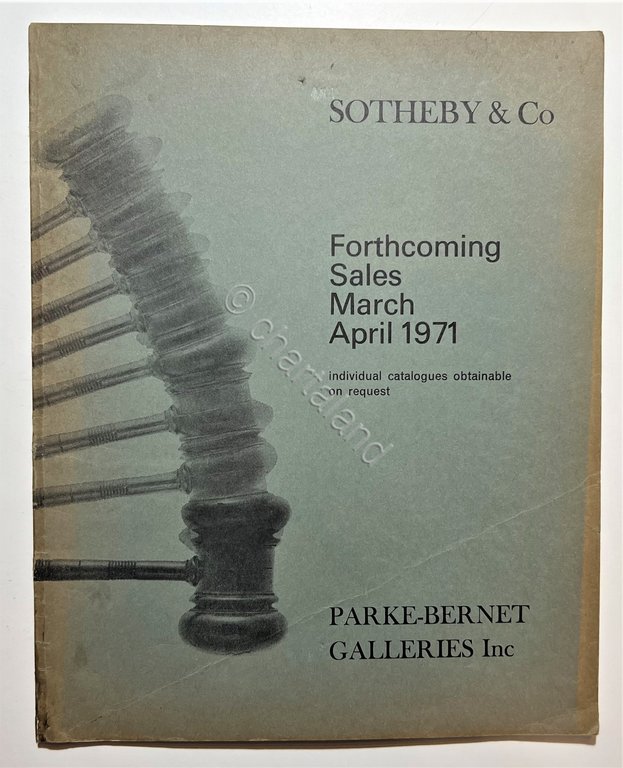 SOTHEBY & Co
Forthcoming
Sales
March
April 1971
individual catalogues obtainable
on request
© chartaland
PARKE-BERNET
GALLERIES Inc